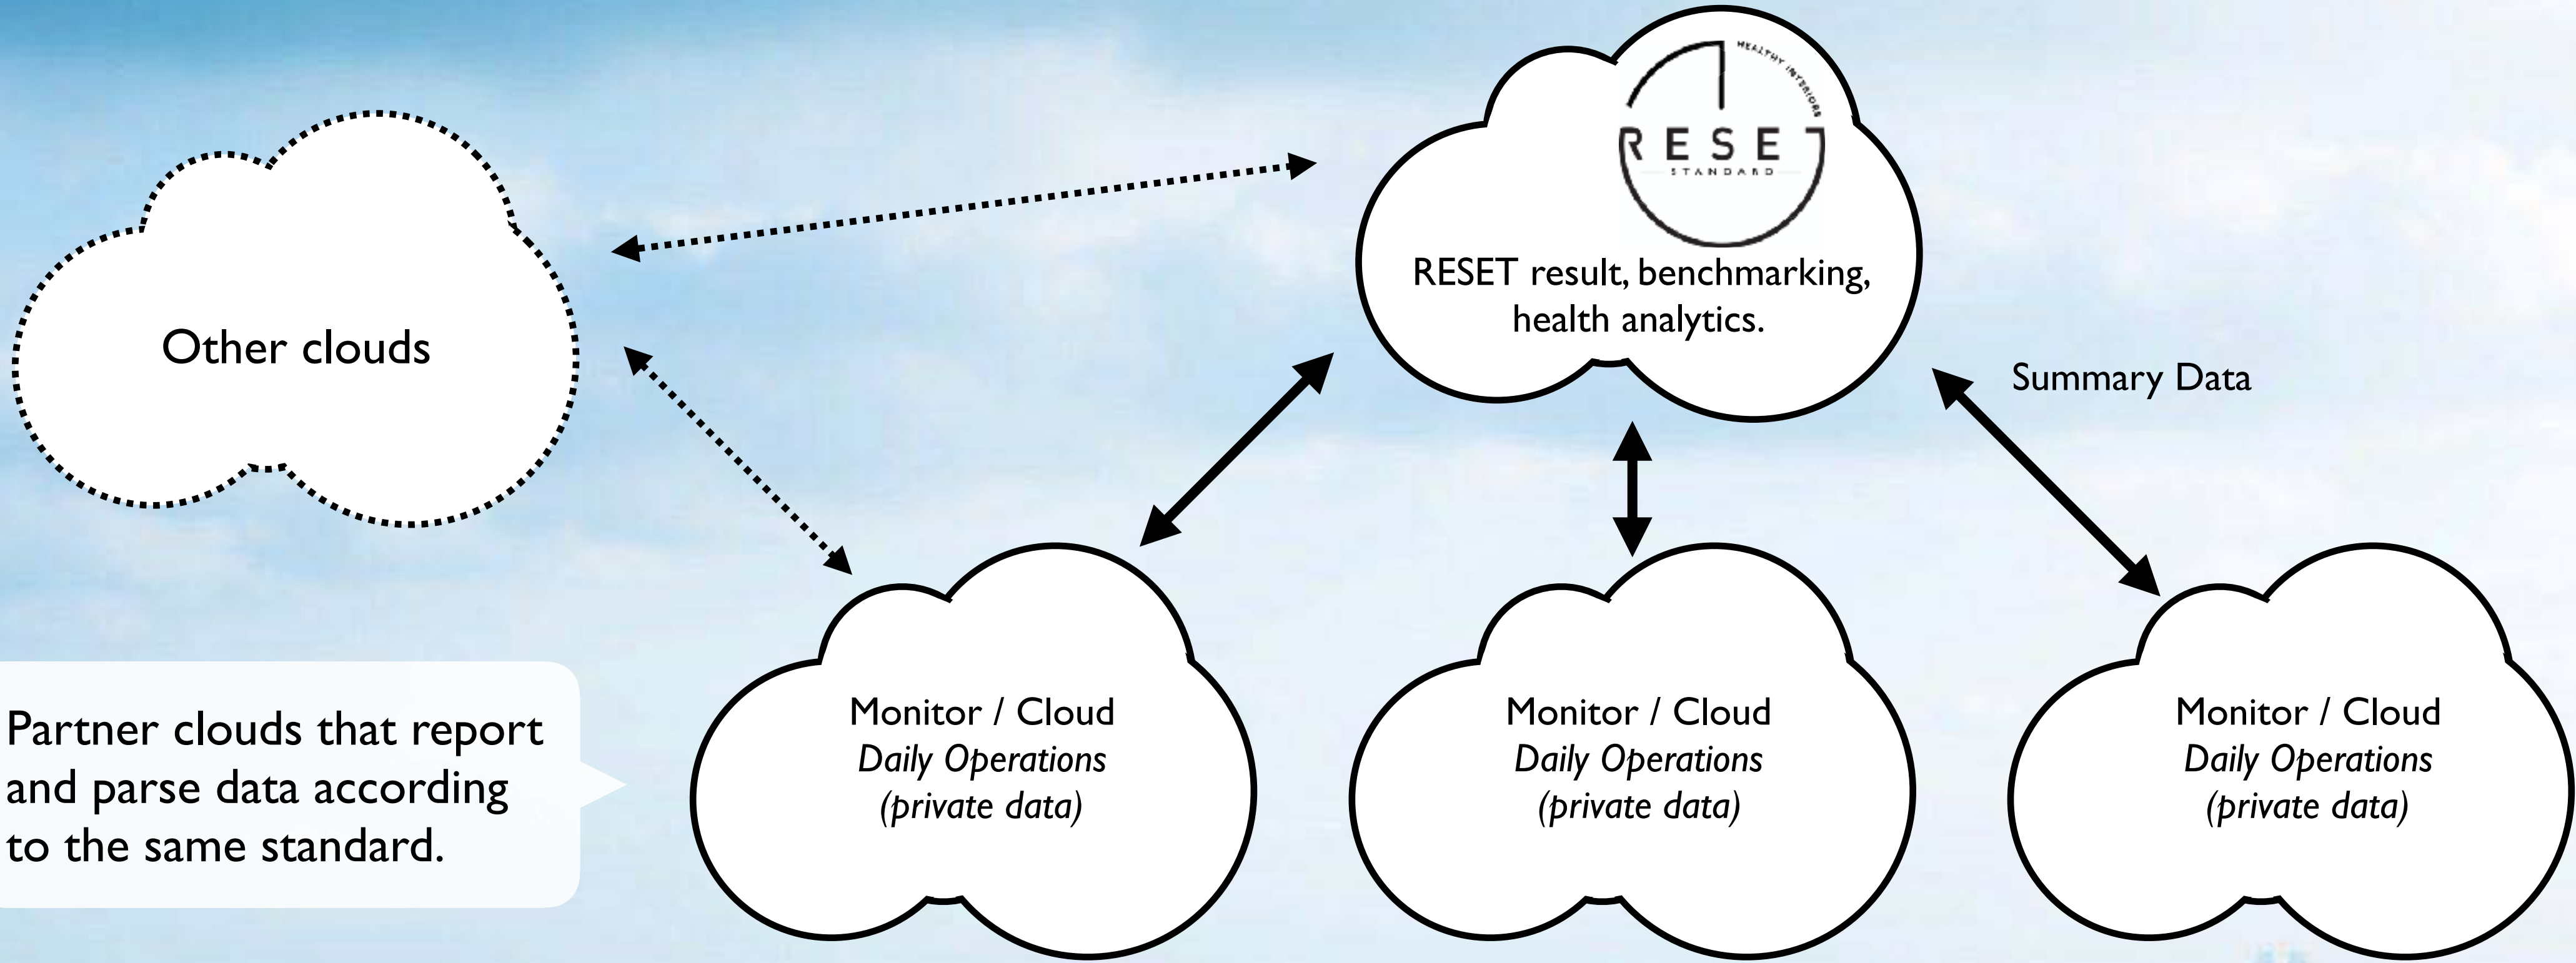 HEALTHY INTERIORS
RESET
STANDARD
RESET result, benchmarking,
health analytics.
Other clouds
Summary Data
Partner clouds that report
and parse data according
to the same standard.
Monitor / Cloud
Daily Operations
(private data)
Monitor / Cloud
Daily Operations
(private data)
Monitor / Cloud
Daily Operations
(private data)